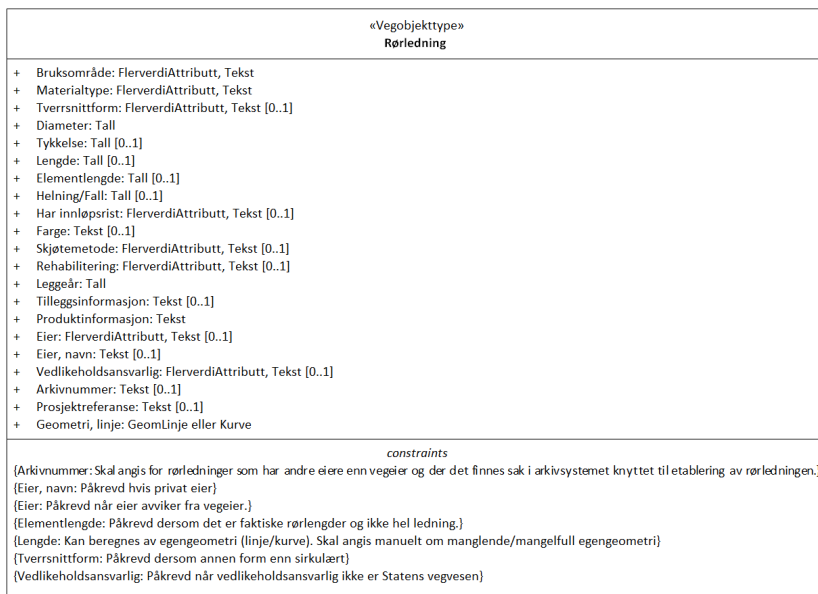 «Vegobjekttype»
Rørledning
+ Bruksområde: FlerverdiAttributt, Tekst
+ Materialtype: FlerverdiAttributt, Tekst
+ Tverrsnittform: FlerverdiAttributt, Tekst [0..1]
+ Diameter: Tall
+ Tykkelse: Tall [0..1]
+ Lengde: Tall [0..1]
+ Elementlengde: Tall [0..1]
+ Helning/Fall: Tall [0..1]
+ Har innløpsrist: FlerverdiAttributt, Tekst [0..1]
+ Farge: Tekst [0..1]
+ Skjøtemetode: FlerverdiAttributt, Tekst [0..1]
+ Rehabilitering: FlerverdiAttributt, Tekst [0..1]
+ Leggeår: Tall
+ Tilleggsinformasjon: Tekst [0..1]
+ Produktinformasjon: Tekst
+ Eier: FlerverdiAttributt, Tekst [0..1]
+ Eier, navn: Tekst [0..1]
+ Vedlikeholdsansvarlig: FlerverdiAttributt, Tekst [0..1]
+ Arkivnummer: Tekst [0..1]
+ Prosjektreferanse: Tekst [0..1]
+ Geometri, linje: GeomLinje eller Kurve
constraints
{Arkivnummer: Skal angis for rørledninger som har andre eiere enn vegeier og der det finnes sak i arkivsystemet knyttet til etablering av rørledningen.}
{Eier, navn: Påkrevd hvis privat eier}
{Eier: Påkrevd når eier avviker fra vegeier.}
{Elementlengde: Påkrevd dersom det er faktiske rørlengder og ikke hel ledning.}
{Lengde: Kan beregnes av egengeometri (linje/kurve). Skal angis manuelt om manglende/mangelfull egengeometri}
{Tverrsnittform: Påkrevd dersom annen form enn sirkulært}
{Vedlikeholdsansvarlig: Påkrevd når vedlikeholdsansvarlig ikke er Statens vegvesen}